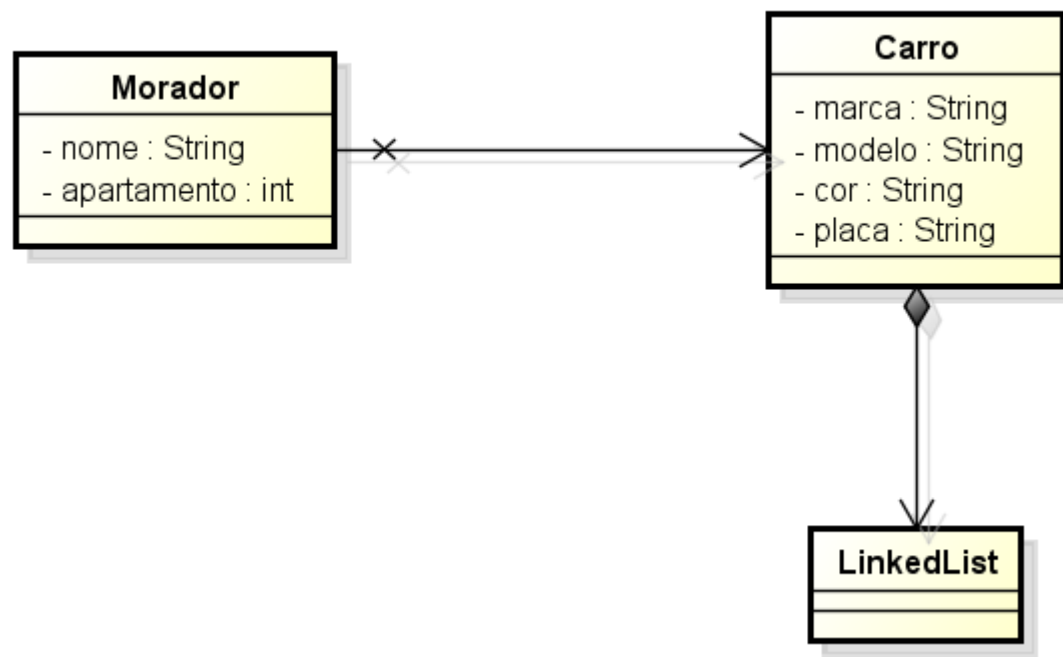 Morador
- nome : String
- apartamento : int
Carro
- marca : String
- modelo : String
- cor : String
- placa : String
LinkedList